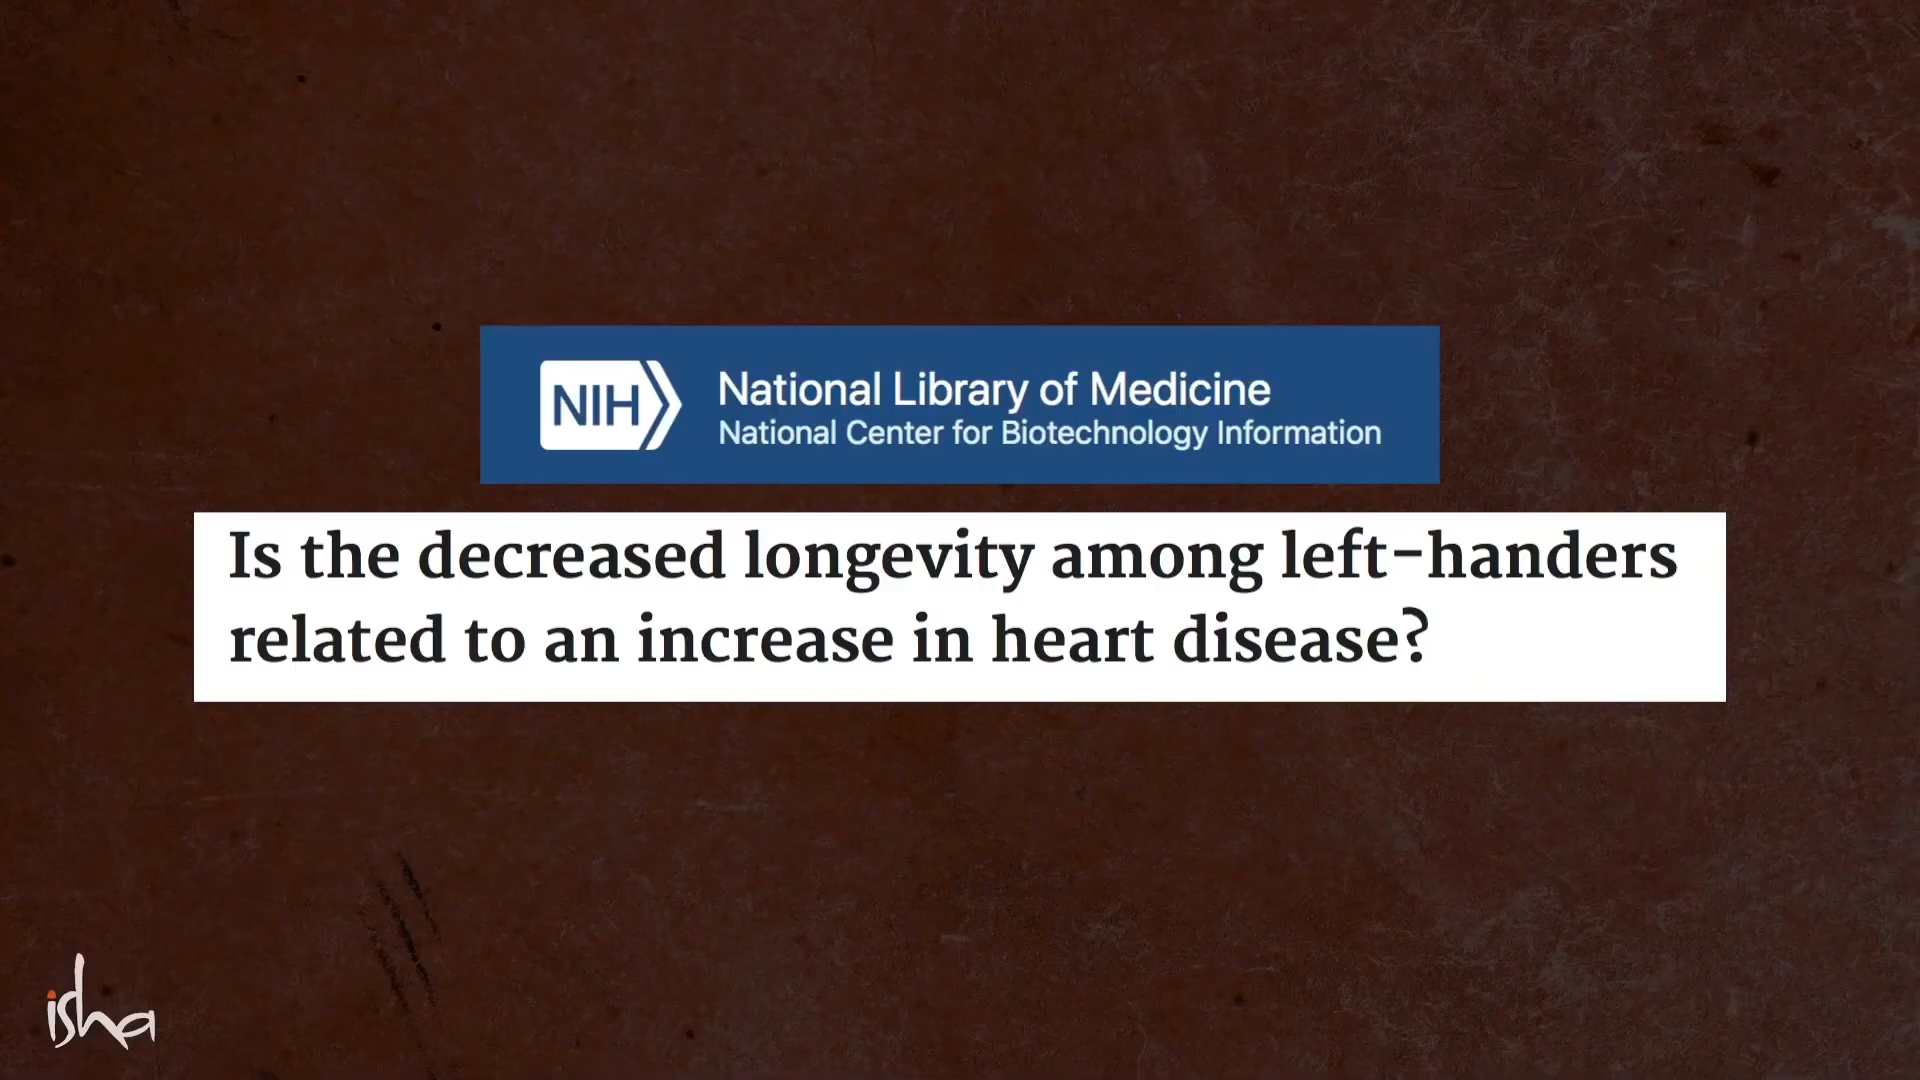 NIH
National Library of Medicine
National Center for Biotechnology Information
Is the decreased longevity among left-handers
related to an increase in heart disease?
isha